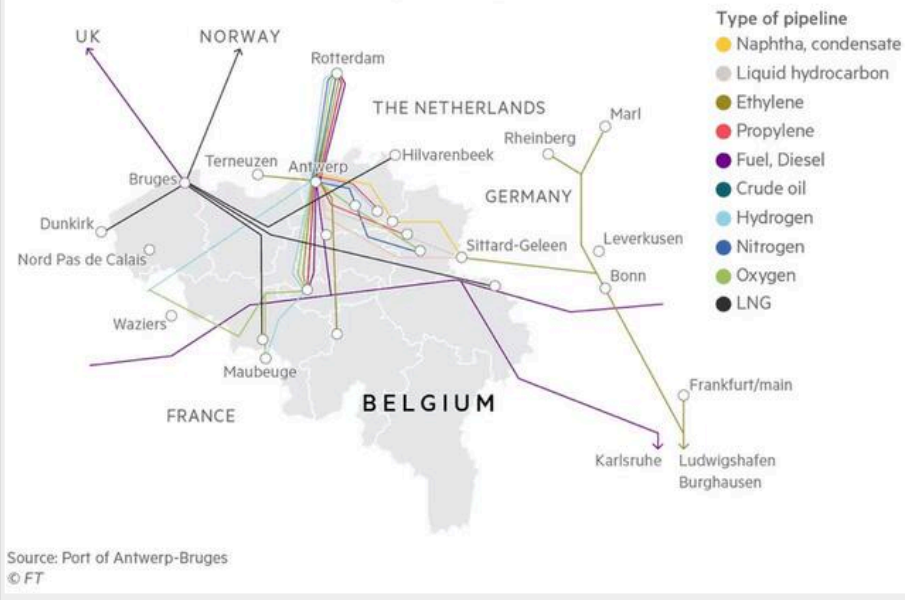 Type of pipeline
Naphtha, condensate
Liquid hydrocarbon
Ethylene
Propylene
Fuel, Diesel
Crude oil
Hydrogen
Nitrogen
Oxygen
LNG
UK
NORWAY
Rotterdam
THE NETHERLANDS
Marl
Rheinberg
Terneuzen
Antwerp
Hilvarenbeek
Bruges
GERMANY
Dunkirk
Leverkusen
Sittard-Geleen
Nord Pas de Calais
Bonn
Waziers
Maubeuge
Frankfurt/main
BELGIUM
FRANCE
Karlsruhe
Ludwigshafen
Burghausen
Source: Port of Antwerp-Bruges
© FT